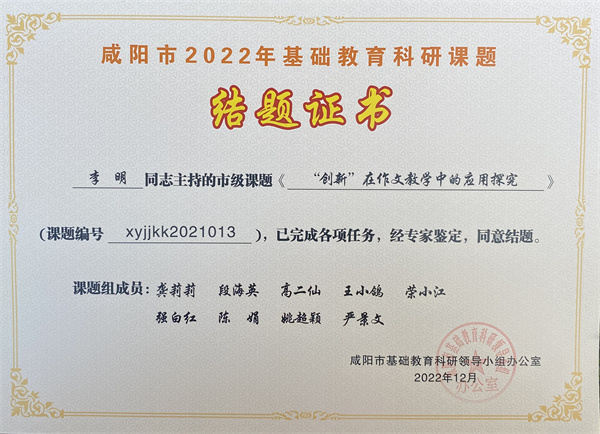 咸阳市2022年基础教育科研课题
结题证书
李明 同志主持的市级课题《 “创新”在作文教学中的应用探究 》
(课题编号 xyjjkk2021013 ),已完成各项任务,经专家鉴定,同意结题。
课题组成员:龚莉莉 段海英 高二仙 王小鸽 荣小江
强白红 陈娟 姚超颖 严景文
咸阳市基础教育科研领导小组办公室
2022年12月